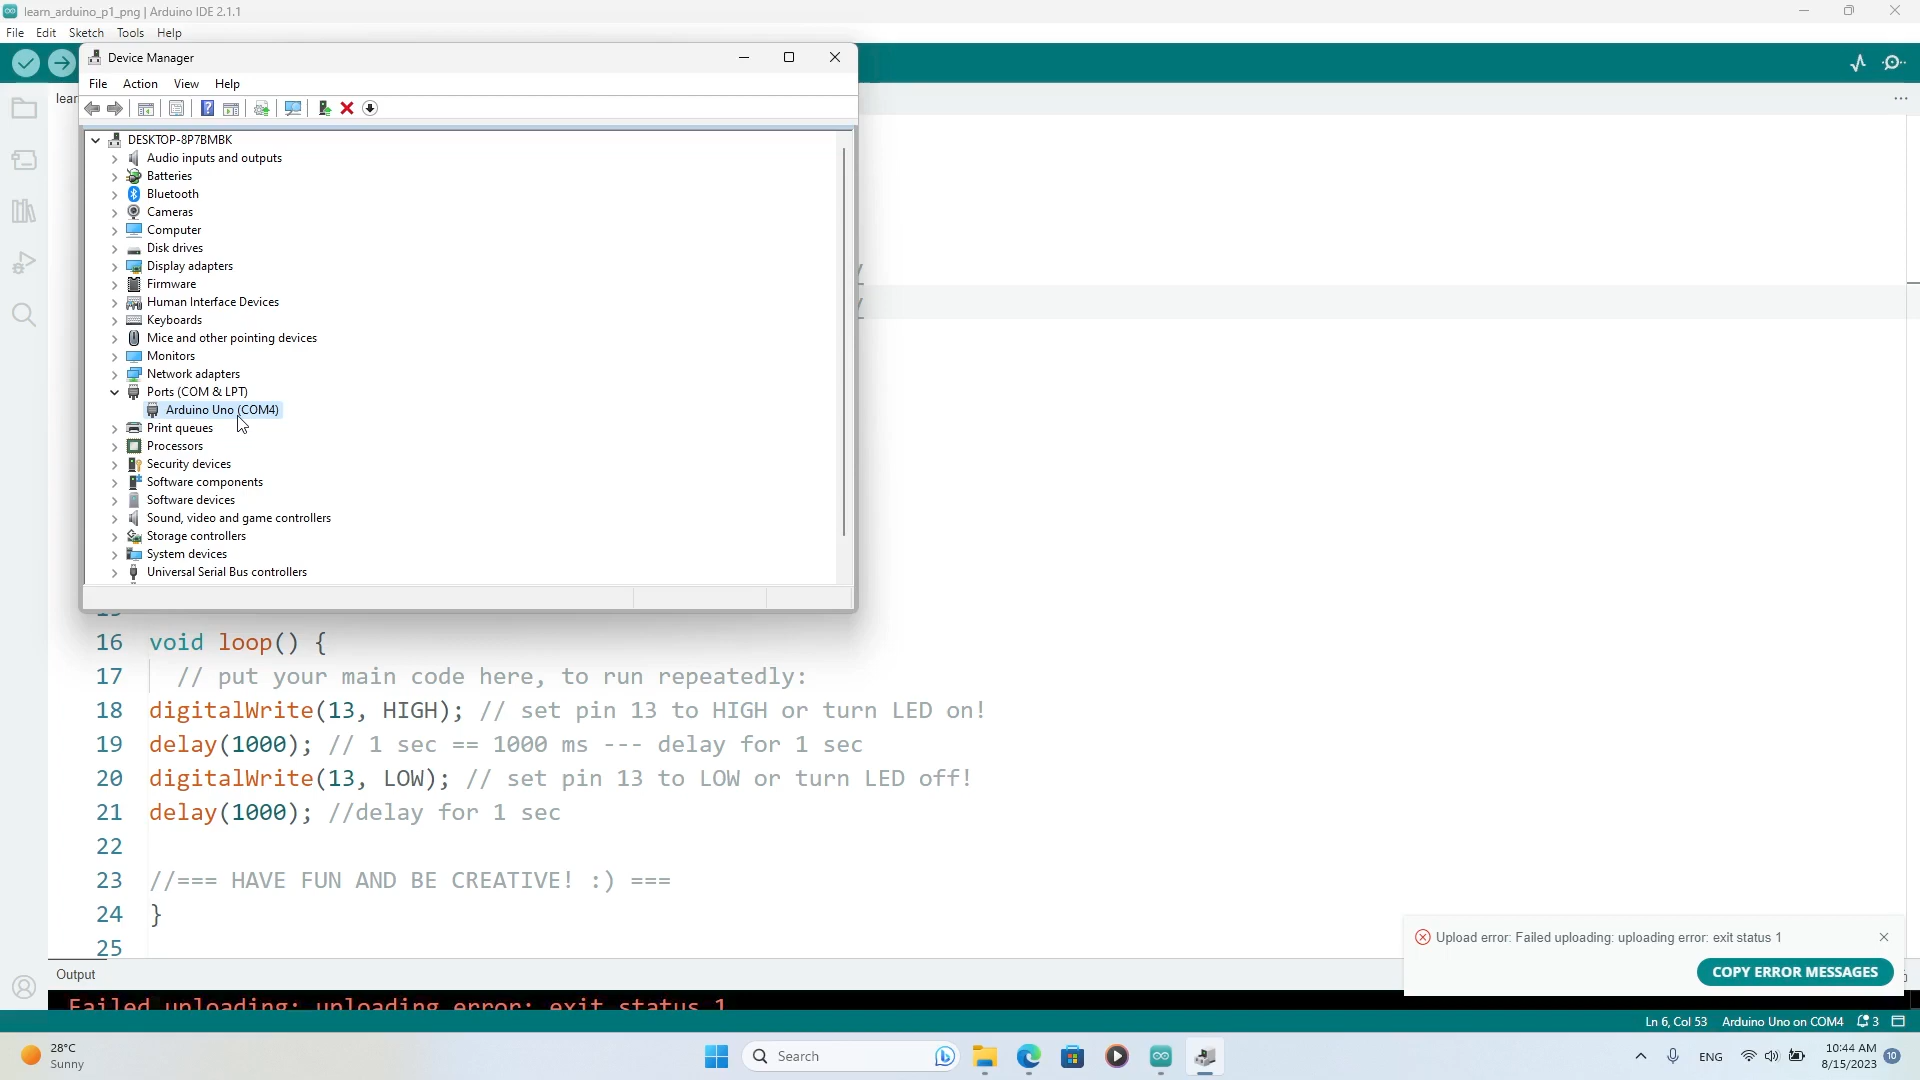 learn_arduino_p1_png | Arduino IDE 2.1.1
File Edit Sketch Tools Help
Device Manager
File Action View Help
DESKTOP-8P7BMBK
Audio inputs and outputs
Batteries
Bluetooth
Cameras
Computer
Disk drives
Display adapters
Firmware
Human Interface Devices
Keyboards
Mice and other pointing devices
Monitors
Network adapters
Ports (COM & LPT)
Arduino Uno (COM4)
Print queues
Processors
Security devices
Software components
Software devices
Sound, video and game controllers
Storage controllers
System devices
Universal Serial Bus controllers
16 void loop() {
17 // put your main code here, to run repeatedly:
18 digitalWrite(13, HIGH); // set pin 13 to HIGH or turn LED on!
19 delay(1000); // 1 sec == 1000 ms --- delay for 1 sec
20 digitalWrite(13, LOW); // set pin 13 to LOW or turn LED off!
21 delay(1000); //delay for 1 sec
22
23 //=== HAVE FUN AND BE CREATIVE! :) ===
24 }
25
Upload error: Failed uploading: uploading error: exit status 1
COPY ERROR MESSAGES
Output
Failed uploading: uploading error: exit status 1
Ln 6, Col 53 Arduino Uno on COM4 3
28°C
Sunny
Search
ENG
10:44 AM
8/15/2023
10